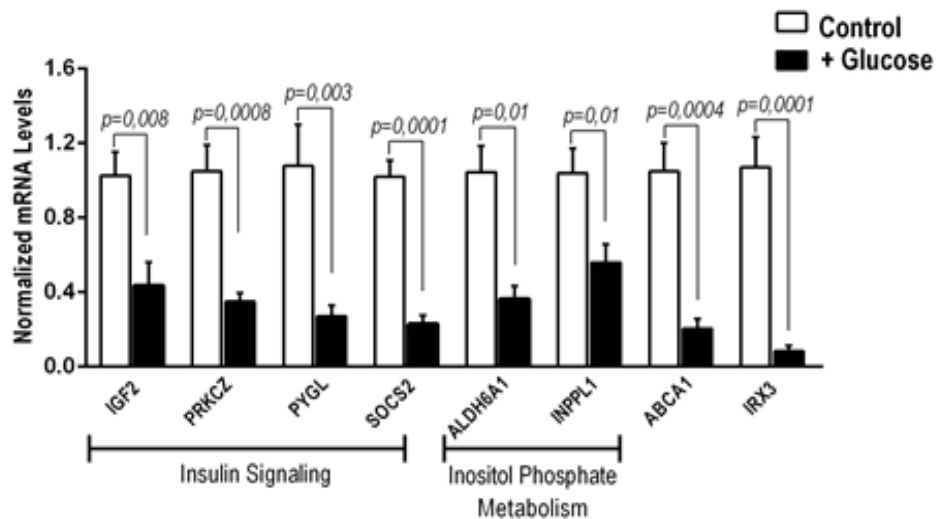 Control
+ Glucose
Normalized mRNA Levels
1.6
1.2
0.8
0.4
0.0
p=0,008
p=0,0008
p=0,003
p=0,0001
p=0,01
p=0,01
p=0,0004
p=0,0001
IGF2
PRKCZ
PYGL
SOCS2
ALDH6A1
INPPL1
ABCA1
IRX3
Insulin Signaling
Inositol Phosphate
Metabolism